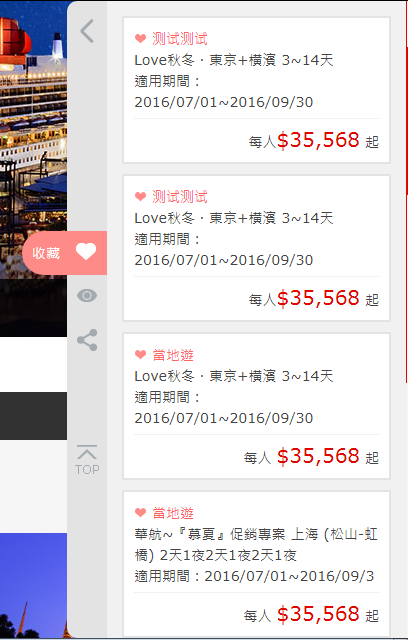 测试测试
Love秋冬‧東京+橫濱 3~14天
適用期間：
2016/07/01~2016/09/30
每人$35,568 起
测试测试
Love秋冬‧東京+橫濱 3~14天
適用期間：
2016/07/01~2016/09/30
每人$35,568 起
收藏
當地遊
Love秋冬‧東京+橫濱 3~14天
適用期間：
2016/07/01~2016/09/30
每人 $35,568 起
TOP
當地遊
華航~『募夏』促銷專案 上海 (松山-虹
橋) 2天1夜2天1夜2天1夜
適用期間：2016/07/01~2016/09/3
每人 $35,568 起